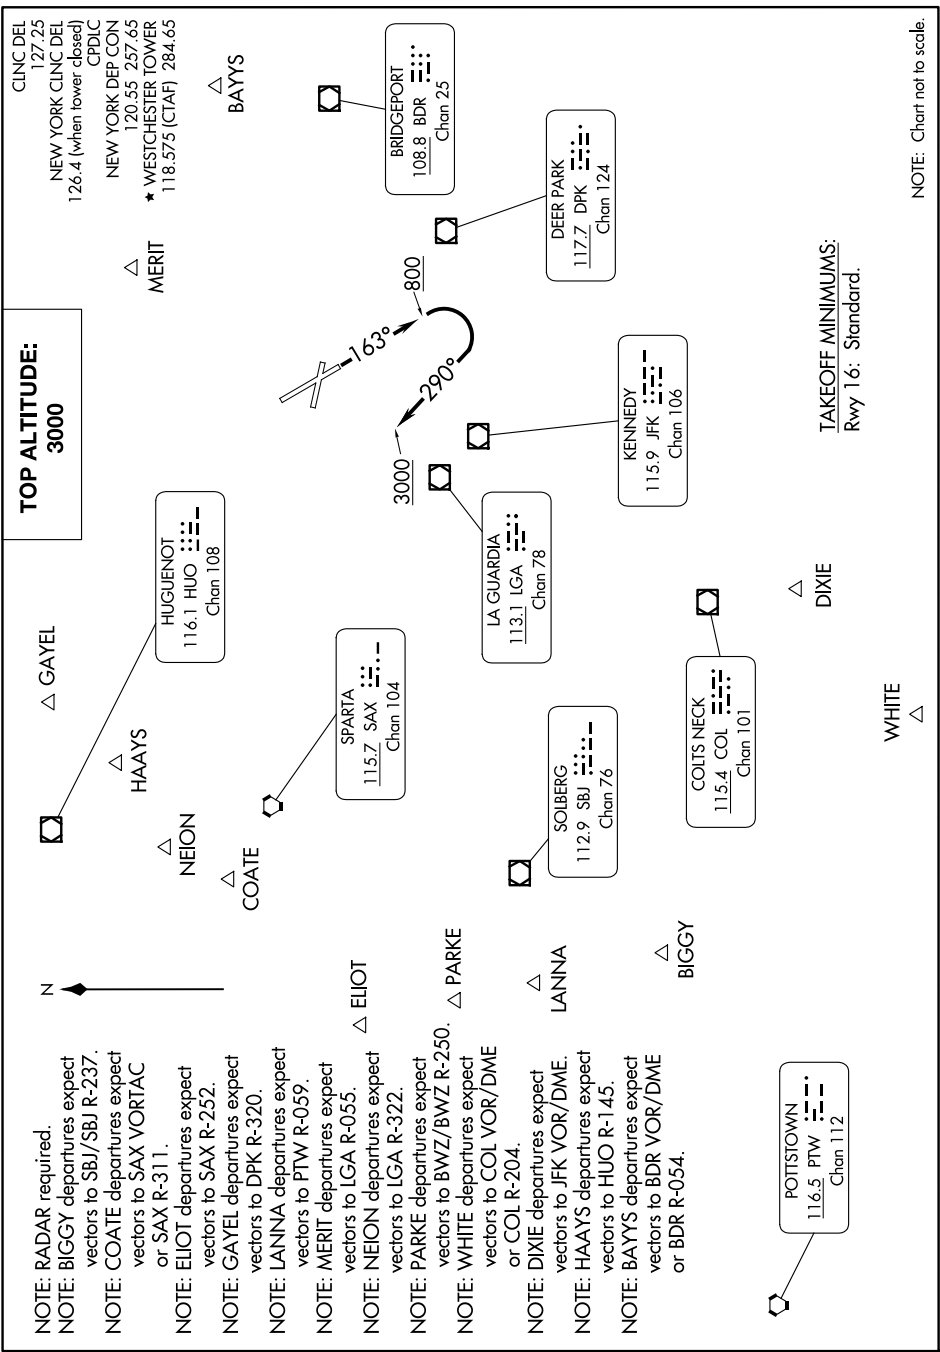 TOP ALTITUDE:
3000
CLNC DEL
127.25
NEW YORK CLNC DEL
126.4 (when tower closed)
CPDLC
NEW YORK DEP CON
120.55 257.65
★ WESTCHESTER TOWER
118.575 (CTAF) 284.65
NOTE: RADAR required.
NOTE: BIGGY departures expect
vectors to SBJ/SBJ R-237.
NOTE: COATE departures expect
vectors to SAX VORTAC
or SAX R-311.
NOTE: ELIOT departures expect
vectors to SAX R-252.
NOTE: GAYEL departures expect
vectors to DPK R-320.
NOTE: LANNA departures expect
vectors to PTW R-059.
NOTE: MERIT departures expect
vectors to LGA R-055.
NOTE: NEION departures expect
vectors to LGA R-322.
NOTE: PARKE departures expect
vectors to BWZ/BWZ R-250.
NOTE: WHITE departures expect
vectors to COL VOR/DME
or COL R-204.
NOTE: DIXIE departures expect
vectors to JFK VOR/DME.
NOTE: HAAYS departures expect
vectors to HUO R-145.
NOTE: BAYYS departures expect
vectors to BDR VOR/DME
or BDR R-054.
N
GAYEL
HAAYS
NEION
COATE
ELIOT
PARKE
LANNA
BIGGY
MERIT
BAYYS
HUGUENOT
116.1 HUO
Chan 108
SPARTA
115.7 SAX
Chan 104
BRIDGEPORT
108.8 BDR
Chan 25
DEER PARK
117.7 DPK
Chan 124
163°
800
290°
3000
LA GUARDIA
113.1 LGA
Chan 78
KENNEDY
115.9 JFK
Chan 106
SOLBERG
112.9 SBJ
Chan 76
COLTS NECK
115.4 COL
Chan 101
POTTSTOWN
116.5 PTW
Chan 112
DIXIE
WHITE
TAKEOFF MINIMUMS:
Rwy 16: Standard.
NOTE: Chart not to scale.